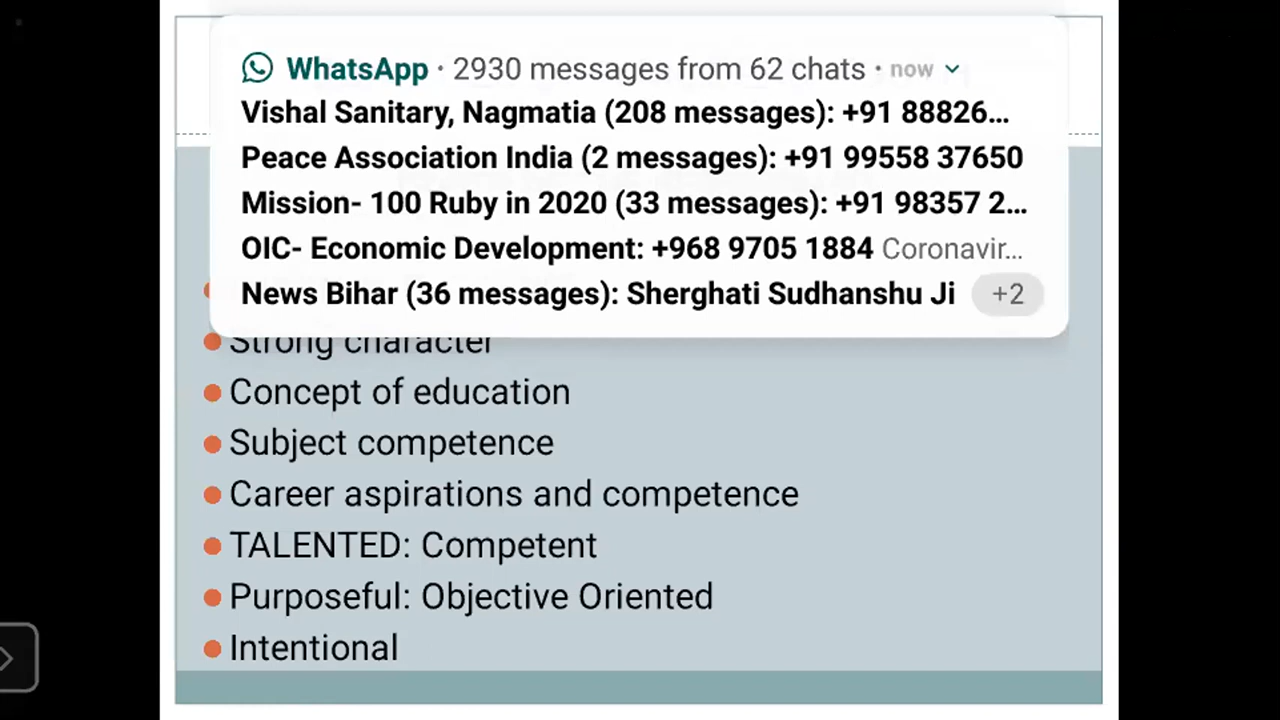 WhatsApp · 2930 messages from 62 chats · now
Vishal Sanitary, Nagmatia (208 messages): +91 88826...
Peace Association India (2 messages): +91 99558 37650
Mission- 100 Ruby in 2020 (33 messages): +91 98357 2...
OIC- Economic Development: +968 9705 1884 Coronavir...
News Bihar (36 messages): Sherghati Sudhanshu Ji +2
Strong character
Concept of education
Subject competence
Career aspirations and competence
TALENTED: Competent
Purposeful: Objective Oriented
Intentional